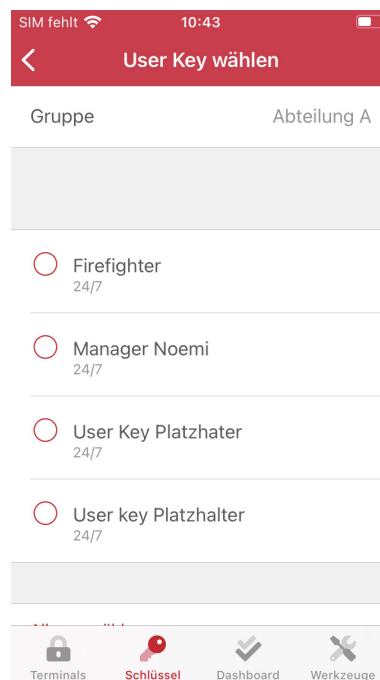 SIM fehlt 10:43
User Key wählen
Gruppe Abteilung A
Firefighter
24/7
Manager Noemi
24/7
User Key Platzhater
24/7
User key Platzhalter
24/7
Terminals Schlüssel Dashboard Werkzeuge